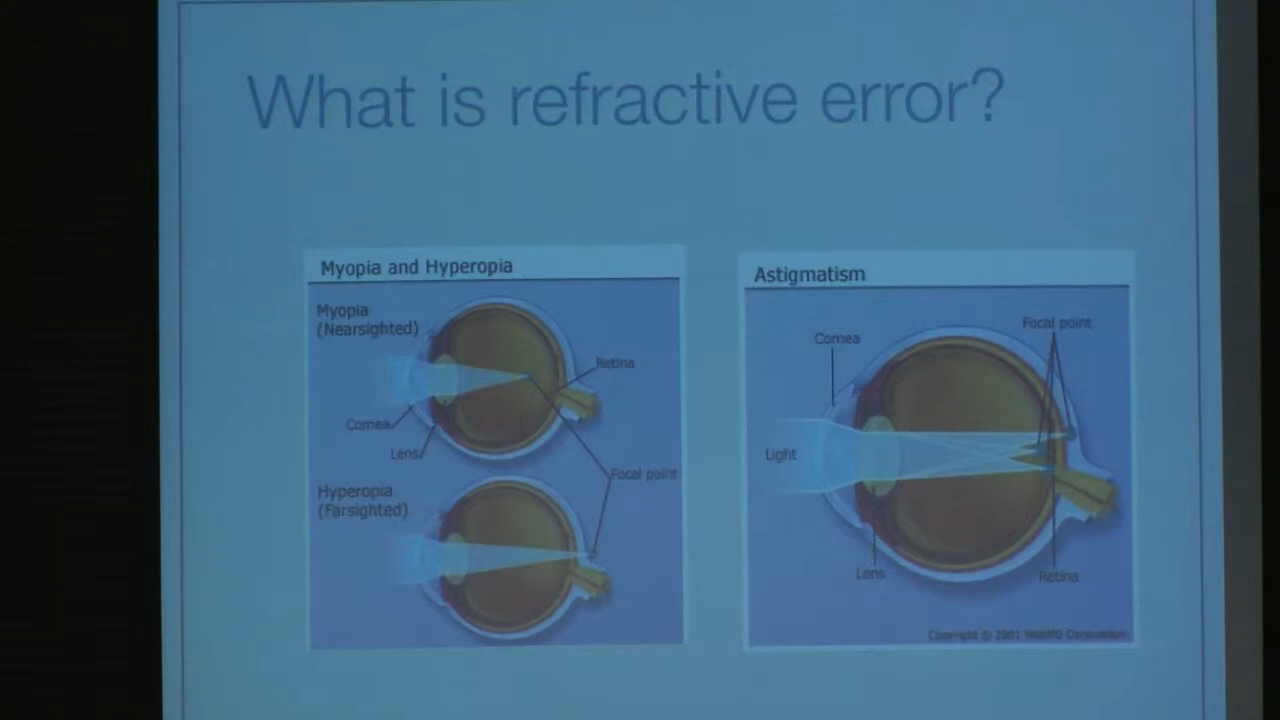 What is refractive error?
Myopia and Hyperopia
Myopia
(Nearsighted)
Retina
Cornea
Lens
Focal point
Hyperopia
(Farsighted)
Astigmatism
Focal point
Cornea
Light
Lens
Retina
Copyright © 2001 WebMD Corporation